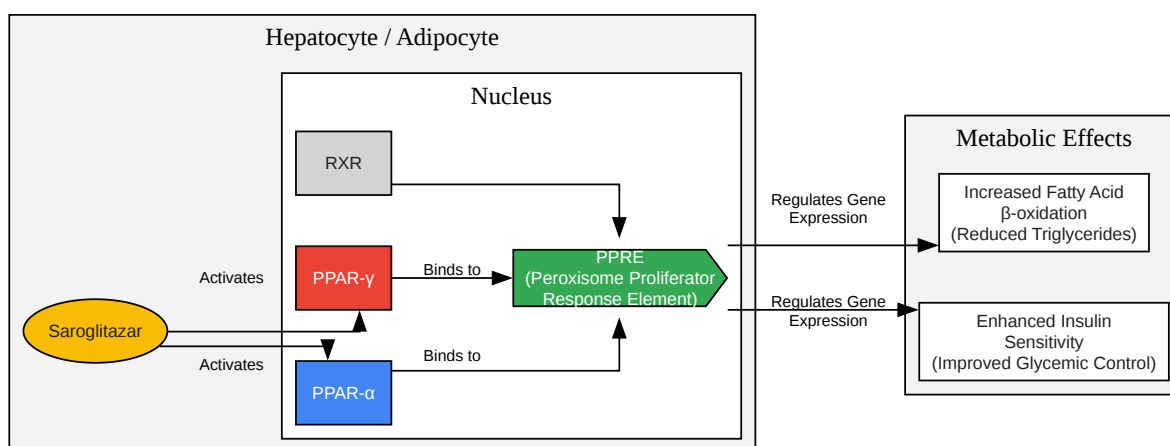 Hepatocyte / Adipocyte
Nucleus
RXR
Metabolic Effects
Increased Fatty Acid
β-oxidation
(Reduced Triglycerides)
Regulates Gene
Expression
PPAR-γ
Binds to
PPRE
(Peroxisome Proliferator
Response Element)
Activates
Saroglitazar
Activates
PPAR-α
Binds to
Regulates Gene
Expression
Enhanced Insulin
Sensitivity
(Improved Glycemic Control)